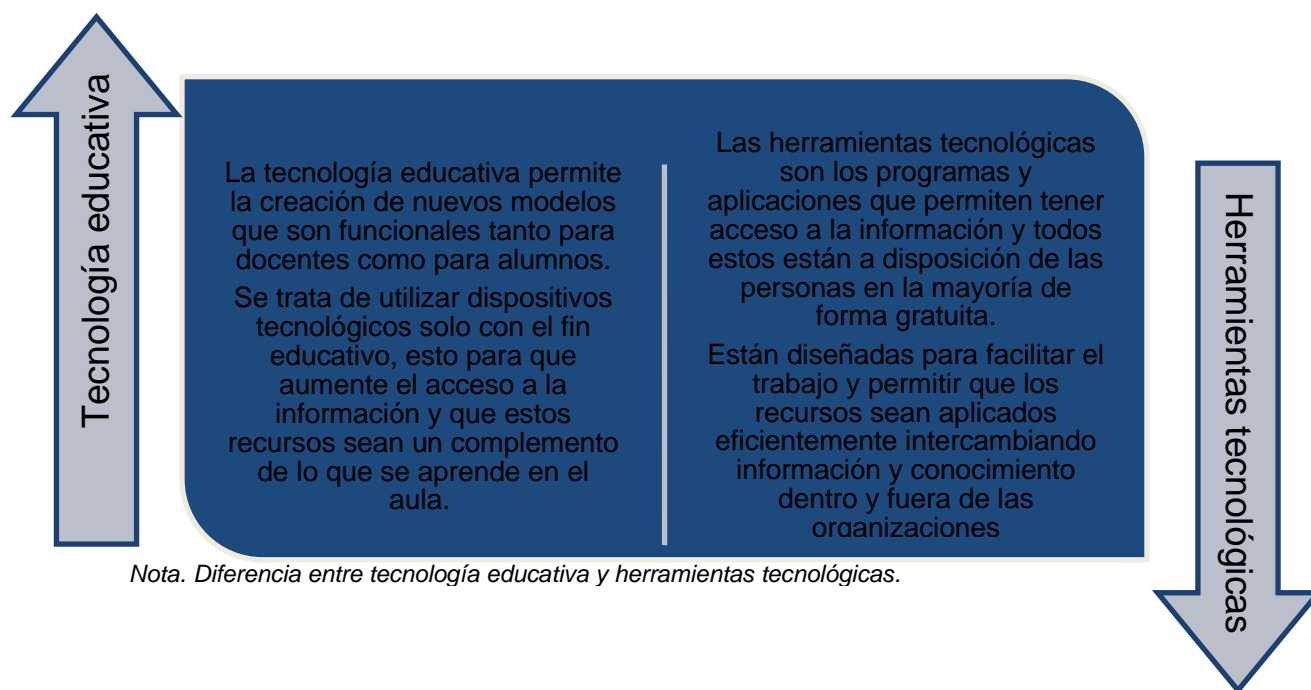 Tecnología educativa
La tecnología educativa permite
la creación de nuevos modelos
que son funcionales tanto para
docentes como para alumnos.
Se trata de utilizar dispositivos
tecnológicos solo con el fin
educativo, esto para que
aumente el acceso a la
información y que estos
recursos sean un complemento
de lo que se aprende en el
aula.
Las herramientas tecnológicas
son los programas y
aplicaciones que permiten tener
acceso a la información y todos
estos están a disposición de las
personas en la mayoría de
forma gratuita.
Están diseñadas para facilitar el
trabajo y permitir que los
recursos sean aplicados
eficientemente intercambiando
información y conocimiento
dentro y fuera de las
organizaciones
Herramientas tecnológicas
Nota. Diferencia entre tecnología educativa y herramientas tecnológicas.